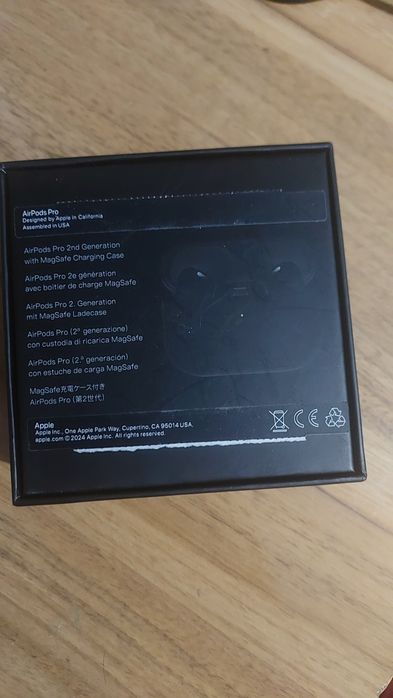 AirPods Pro
Designed by Apple in California
Assembled in USA
AirPods Pro 2nd Generation
with MagSafe Charging Case
AirPods Pro 2e génération
avec boîtier de charge MagSafe
AirPods Pro 2. Generation
mit MagSafe Ladecase
AirPods Pro (2ª generazione)
con custodia di ricarica MagSafe
AirPods Pro (2.ª generación)
con estuche de carga MagSafe
MagSafe充電ケース付き
AirPods Pro (第2世代)
Apple
Apple Inc., One Apple Park Way, Cupertino, CA 95014 USA.
apple.com © 2024 Apple Inc. All rights reserved.
CE